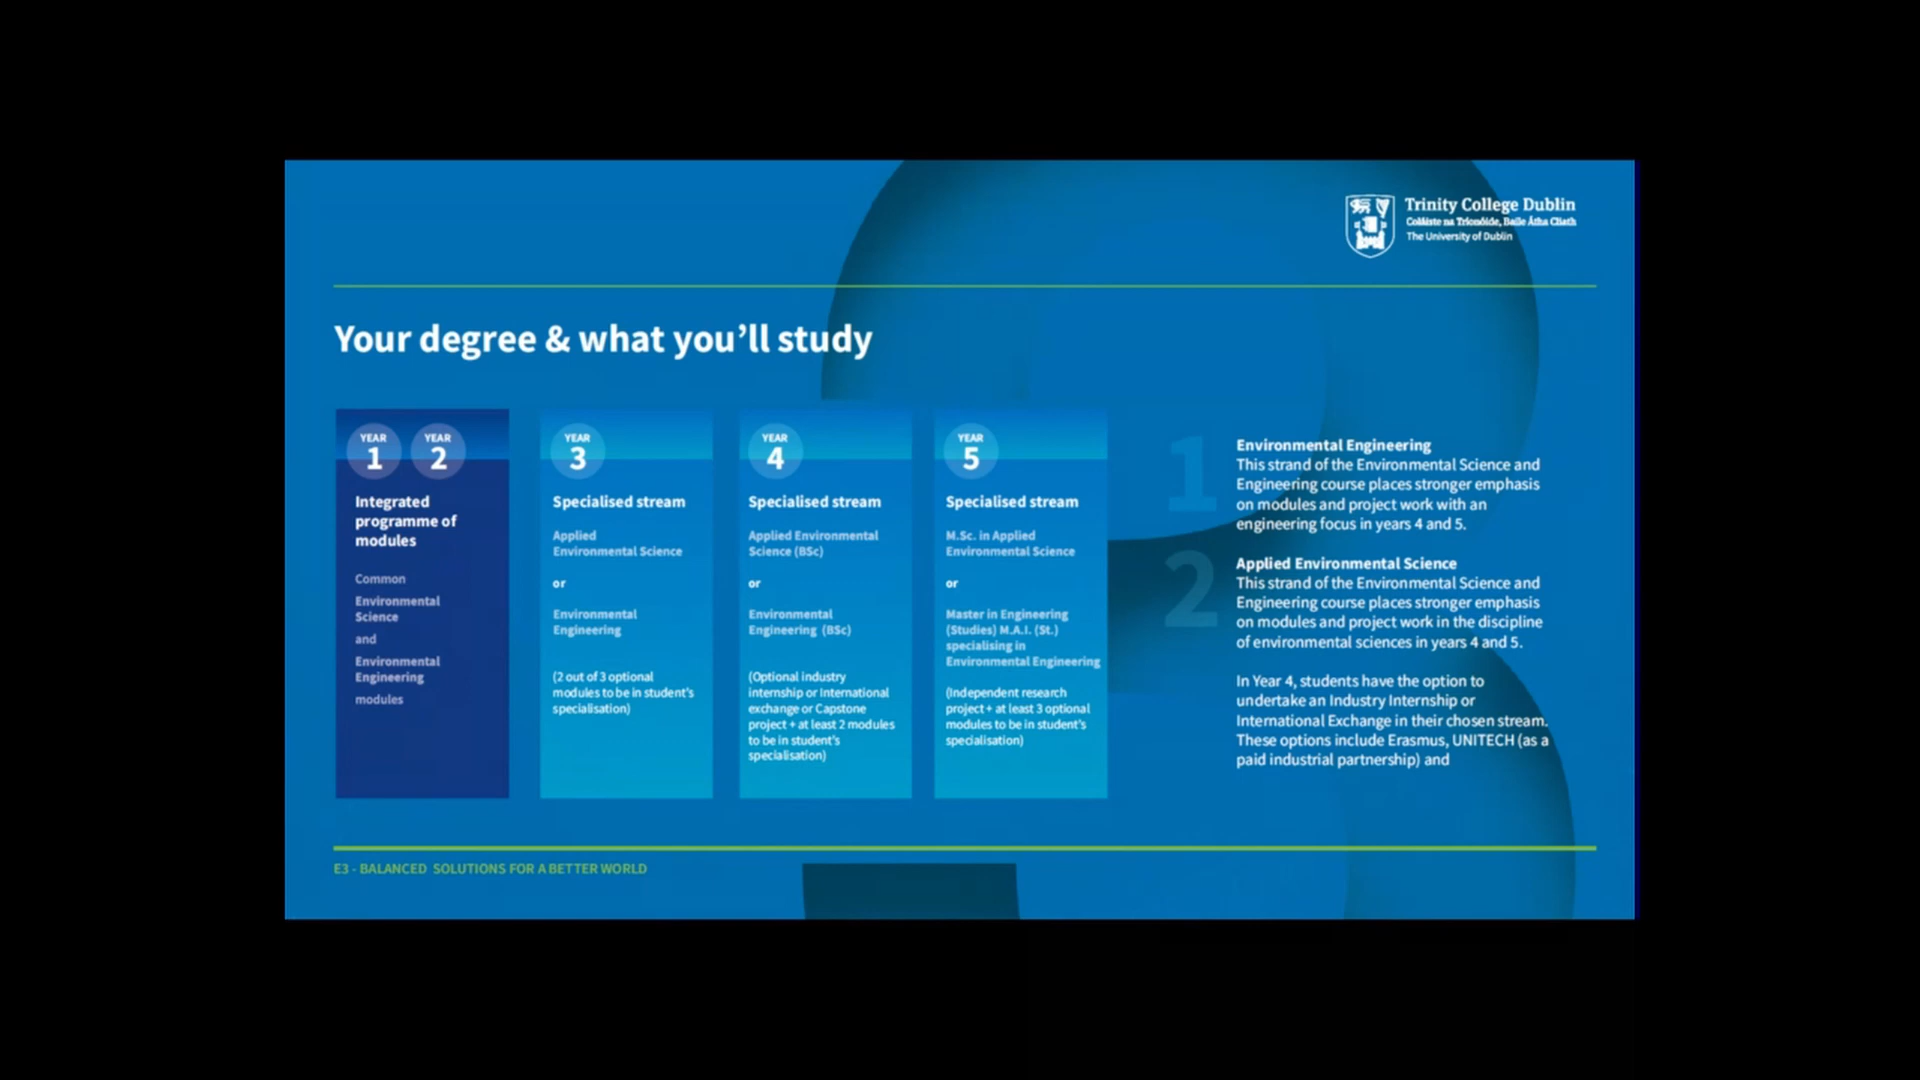 Trinity College Dublin
Coláiste na Tríonóide, Baile Átha Cliath
The University of Dublin
Your degree & what you’ll study
YEAR
1
YEAR
2
Integrated
programme of
modules
Common
Environmental
Science
and
Environmental
Engineering
modules
YEAR
3
Specialised stream
Applied
Environmental Science
or
Environmental
Engineering
(2 out of 3 optional
modules to be in student's
specialisation)
YEAR
4
Specialised stream
Applied Environmental
Science (BSc)
or
Environmental
Engineering (BSc)
(Optional industry
internship or International
exchange or Capstone
project + at least 2 modules
to be in student's
specialisation)
YEAR
5
Specialised stream
M.Sc. in Applied
Environmental Science
or
Master in Engineering
(Studies) M.A.I. (St.)
specialising in
Environmental Engineering
(Independent research
project + at least 3 optional
modules to be in student's
specialisation)
1
Environmental Engineering
This strand of the Environmental Science and
Engineering course places stronger emphasis
on modules and project work with an
engineering focus in years 4 and 5.
2
Applied Environmental Science
This strand of the Environmental Science and
Engineering course places stronger emphasis
on modules and project work in the discipline
of environmental sciences in years 4 and 5.
In Year 4, students have the option to
undertake an Industry Internship or
International Exchange in their chosen stream.
These options include Erasmus, UNITECH (as a
paid industrial partnership) and
E3 - BALANCED SOLUTIONS FOR A BETTER WORLD